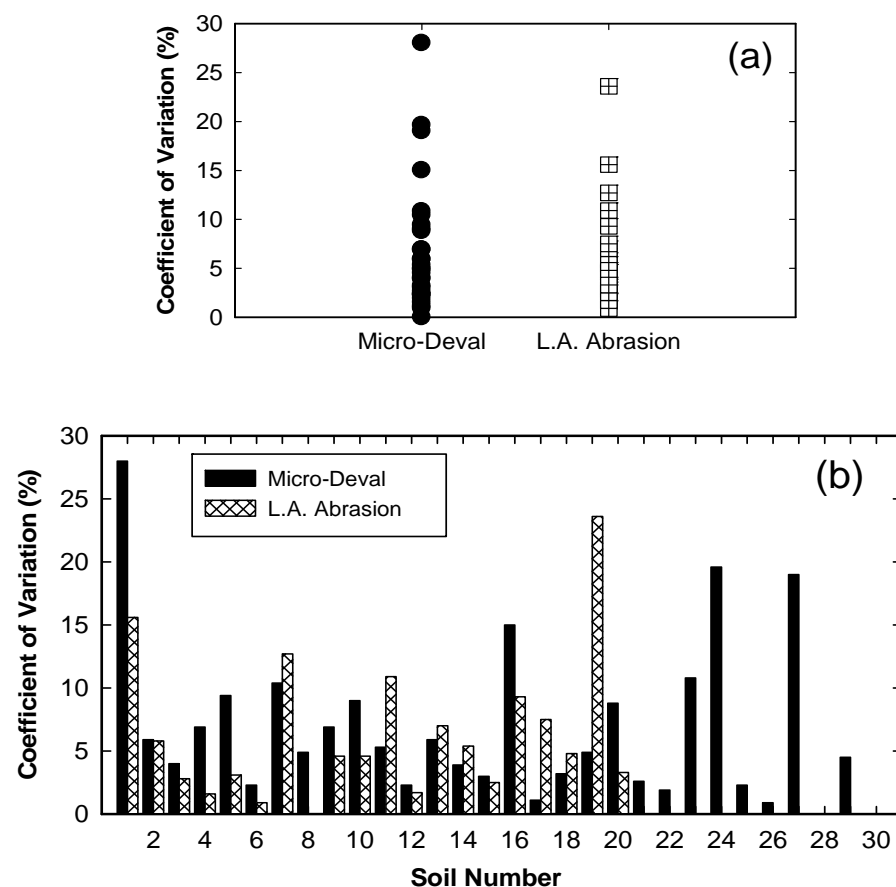 (a)
Coefficient of Variation (%)
30
25
20
15
10
5
0
Micro-Deval L.A. Abrasion
(b)
Coefficient of Variation (%)
30
25
20
15
10
5
0
Micro-Deval
L.A. Abrasion
2 4 6 8 10 12 14 16 18 20 22 24 26 28 30
Soil Number